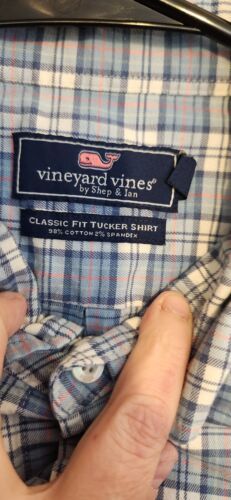 vineyard vines®
by Shep & Ian
CLASSIC FIT TUCKER SHIRT
98% COTTON 2% SPANDEX